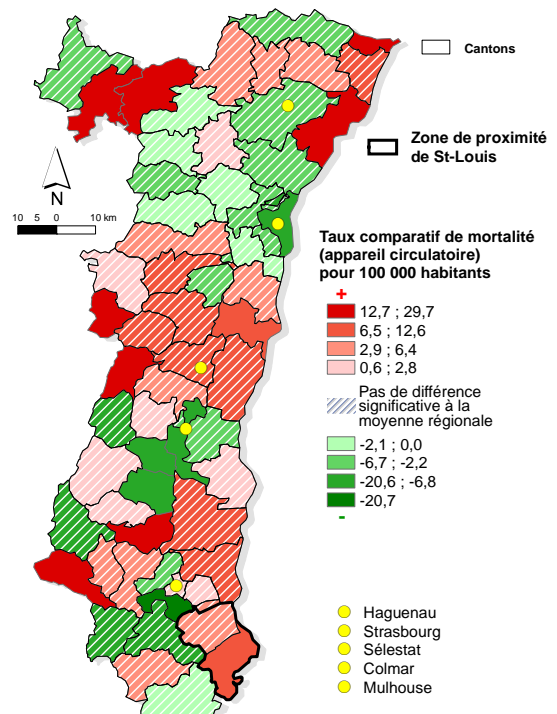 Cantons
Zone de proximité
de St-Louis
N
10 5 0 10 km
Taux comparatif de mortalité
(appareil circulatoire)
pour 100 000 habitants
+
12,7 ; 29,7
6,5 ; 12,6
2,9 ; 6,4
0,6 ; 2,8
Pas de différence
significative à la
moyenne régionale
-2,1 ; 0,0
-6,7 ; -2,2
-20,6 ; -6,8
-20,7
-
Haguenau
Strasbourg
Sélestat
Colmar
Mulhouse